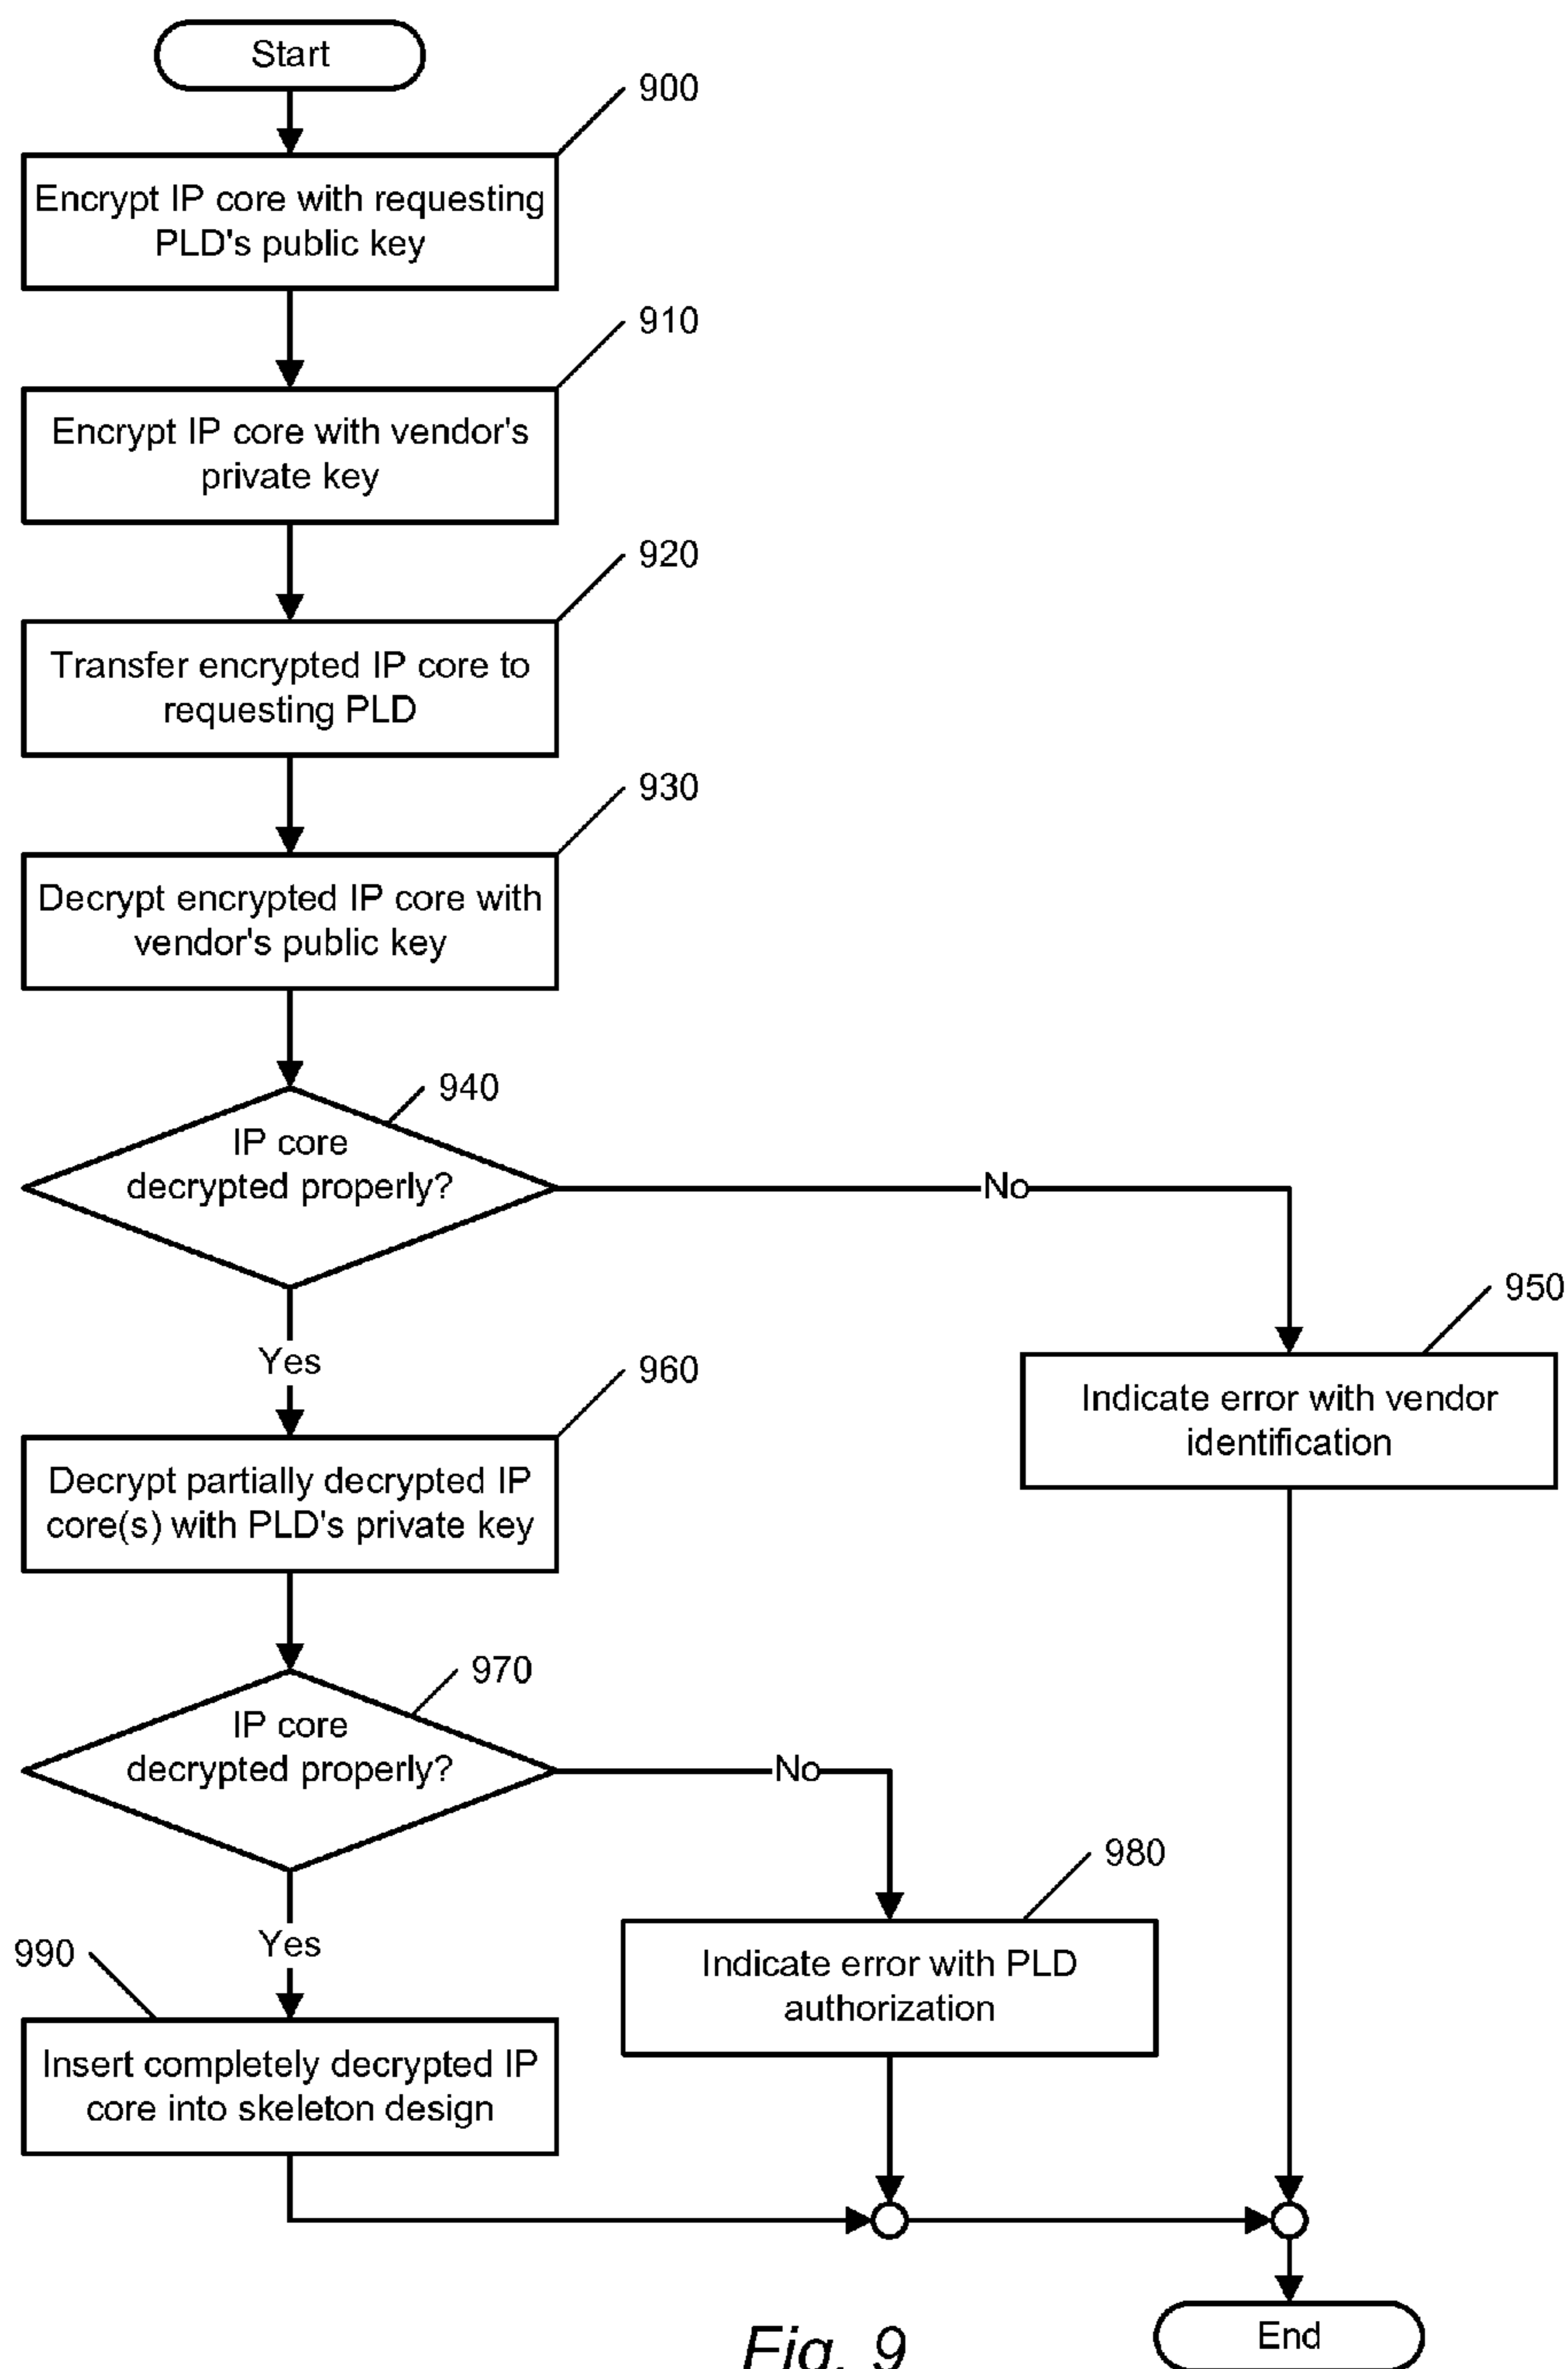 Start
900
Encrypt IP core with requesting
PLD's public key
910
Encrypt IP core with vendor's
private key
920
Transfer encrypted IP core to
requesting PLD
930
Decrypt encrypted IP core with
vendor's public key
940
IP core
decrypted properly?
No
950
Indicate error with vendor
identification
Yes
960
Decrypt partially decrypted IP
core(s) with PLD's private key
970
IP core
decrypted properly?
No
980
Indicate error with PLD
authorization
Yes
990
Insert completely decrypted IP
core into skeleton design
End
Fig. 9